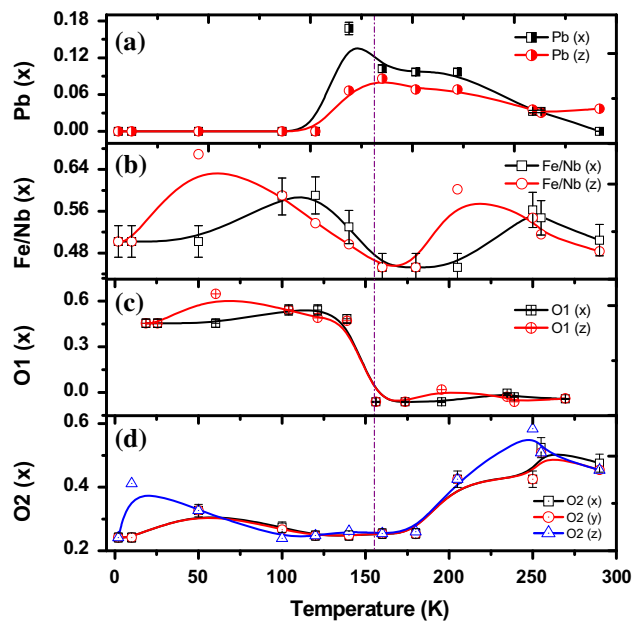 (a)
Pb (x)
Pb (z)
0.18
0.12
0.06
0.00
Pb (x)
(b)
Fe/Nb (x)
Fe/Nb (z)
0.64
0.56
0.48
Fe/Nb (x)
(c)
O1 (x)
O1 (z)
0.6
0.3
0.0
O1 (x)
(d)
O2 (x)
O2 (y)
O2 (z)
0.6
0.4
0.2
O2 (x)
0 50 100 150 200 250 300
Temperature (K)